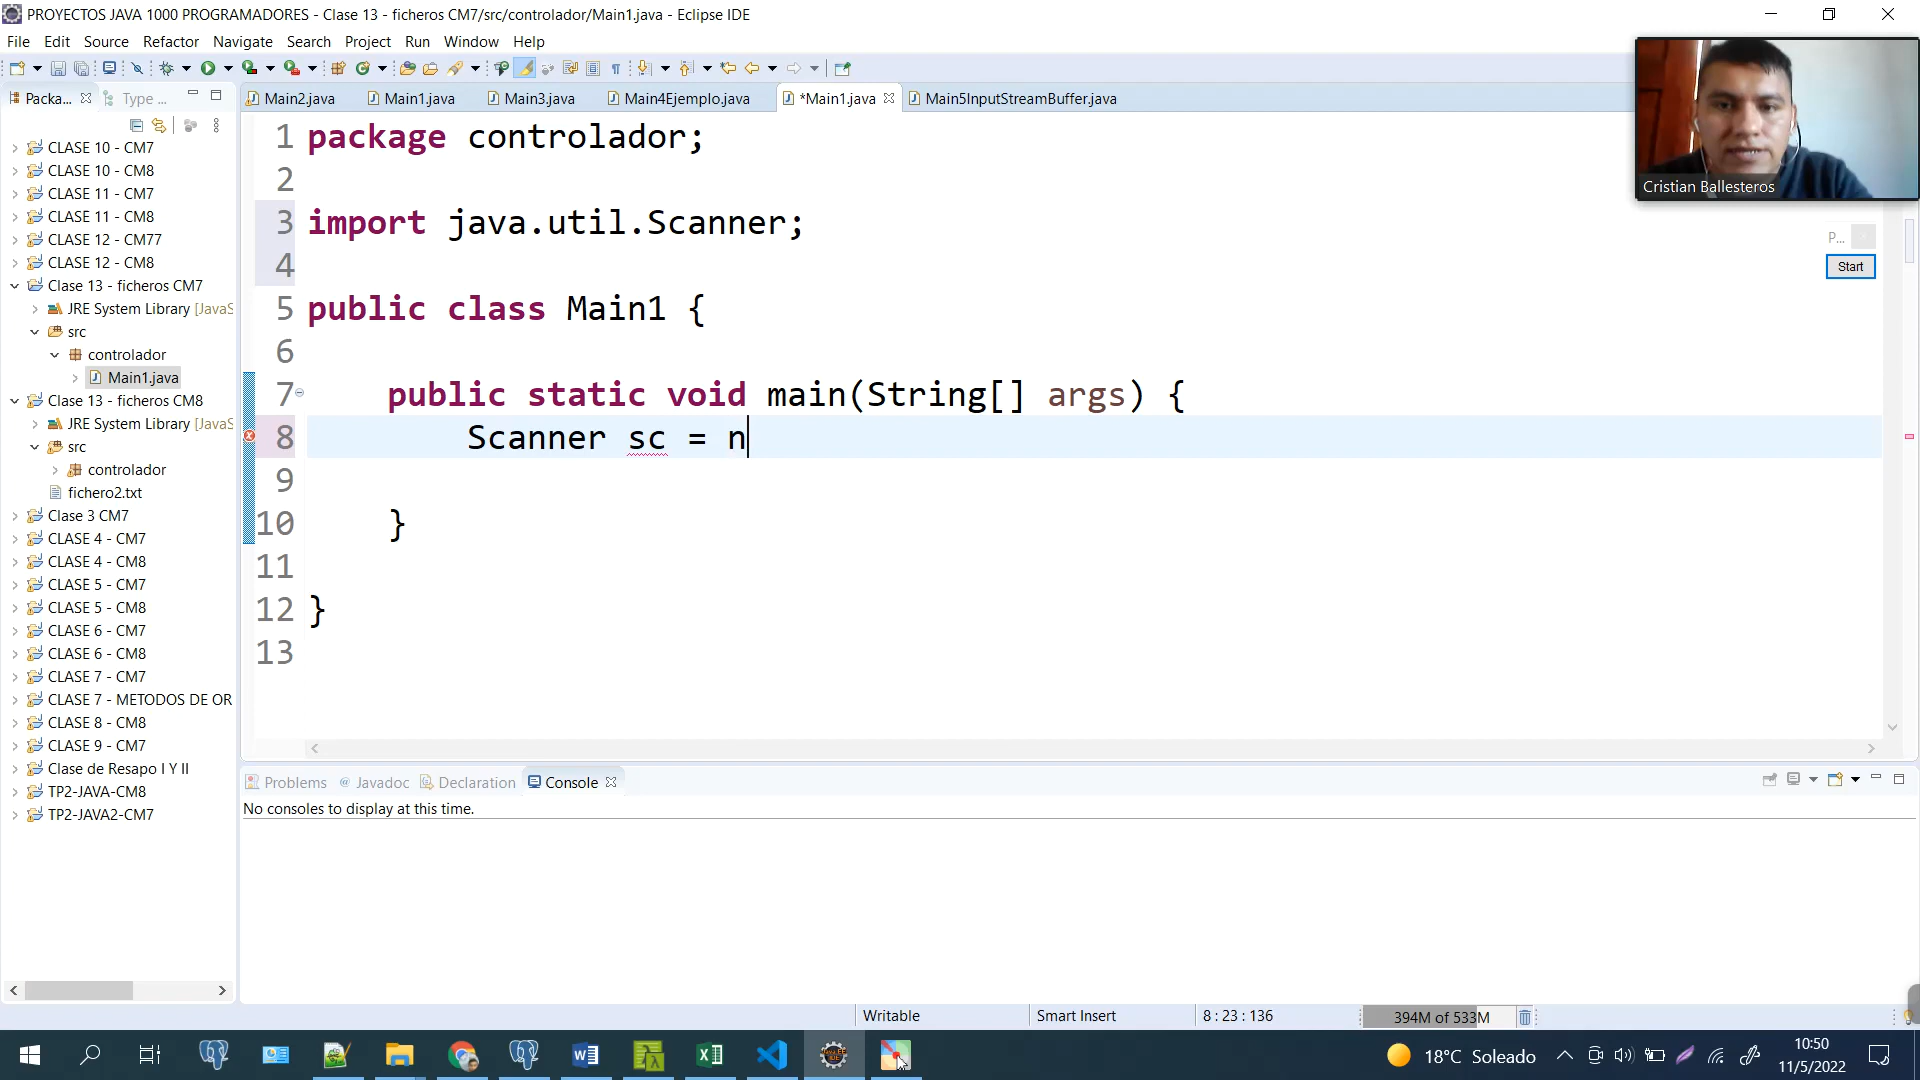 PROYECTOS JAVA 1000 PROGRAMADORES - Clase 13 - ficheros CM7/src/controlador/Main1.java - Eclipse IDE
File Edit Source Refactor Navigate Search Project Run Window Help
Packa... Type ...
Main2.java Main1.java Main3.java Main4Ejemplo.java *Main1.java Main5InputStreamBuffer.java
CLASE 10 - CM7
CLASE 10 - CM8
CLASE 11 - CM7
CLASE 11 - CM8
CLASE 12 - CM77
CLASE 12 - CM8
Clase 13 - ficheros CM7
JRE System Library [JavaS
src
controlador
Main1.java
Clase 13 - ficheros CM8
JRE System Library [JavaS
src
controlador
fichero2.txt
Clase 3 CM7
CLASE 4 - CM7
CLASE 4 - CM8
CLASE 5 - CM7
CLASE 5 - CM8
CLASE 6 - CM7
CLASE 6 - CM8
CLASE 7 - CM7
CLASE 7 - METODOS DE OR
CLASE 8 - CM8
CLASE 9 - CM7
Clase de Resapo I Y II
TP2-JAVA-CM8
TP2-JAVA2-CM7
1 package controlador;
2
3 import java.util.Scanner;
4
5 public class Main1 {
6
7 public static void main(String[] args) {
8 Scanner sc = n
9
10 }
11
12 }
13
Cristian Ballesteros
P...
Start
Problems @ Javadoc Declaration Console
No consoles to display at this time.
Writable Smart Insert 8 : 23 : 136 394M of 533M
18°C Soleado
10:50
11/5/2022